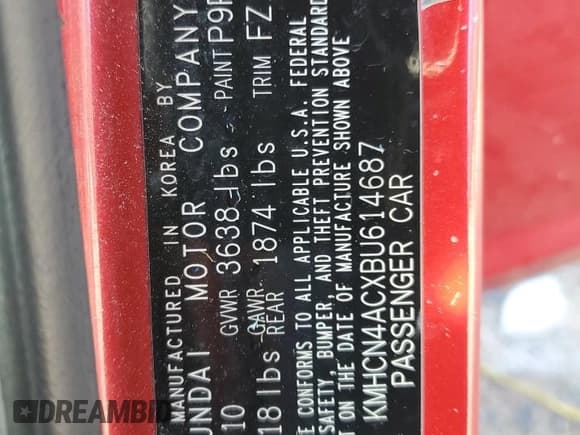 MANUFACTURED IN KOREA BY
UNDAI MOTOR COMPANY
10 GVWR 3638 lbs PAINT P9
GAWR
18 lbs REAR 1874 lbs TRIM FZ
E CONFORMS TO ALL APPLICABLE U.S.A. FEDERAL
SAFETY, BUMPER, AND THEFT PREVENTION STANDARD
T ON THE DATE OF MANUFACTURE SHOWN ABOVE
KMHCN4ACXBU614687
PASSENGER CAR
DREAMBID